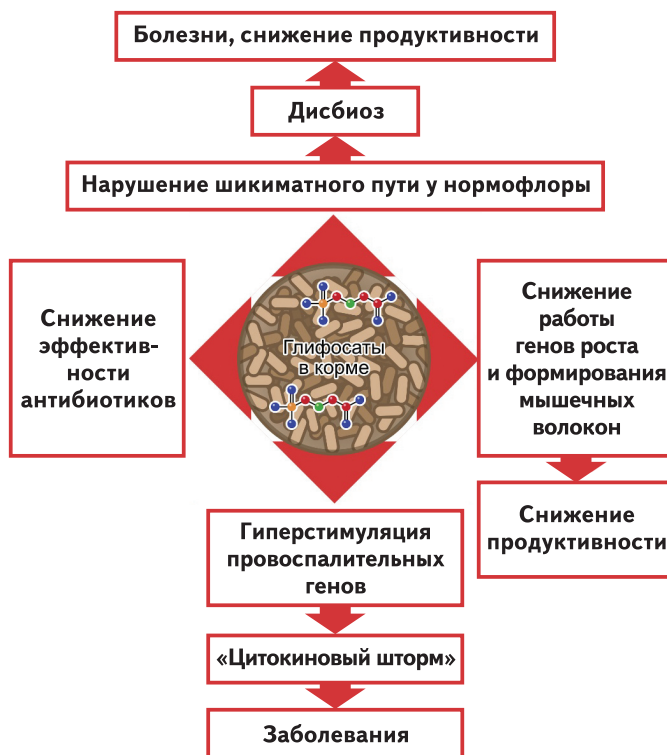 Болезни, снижение продуктивности
Дисбиоз
Нарушение шикиматного пути у нормофлоры
Снижение
эффектив-
ности
антибиотиков
Глифосаты
в корме
Снижение
работы
генов роста
и формирования
мышечных
волокон
Снижение
продуктивности
Гиперстимуляция
провоспалительных
генов
«Цитокиновый шторм»
Заболевания